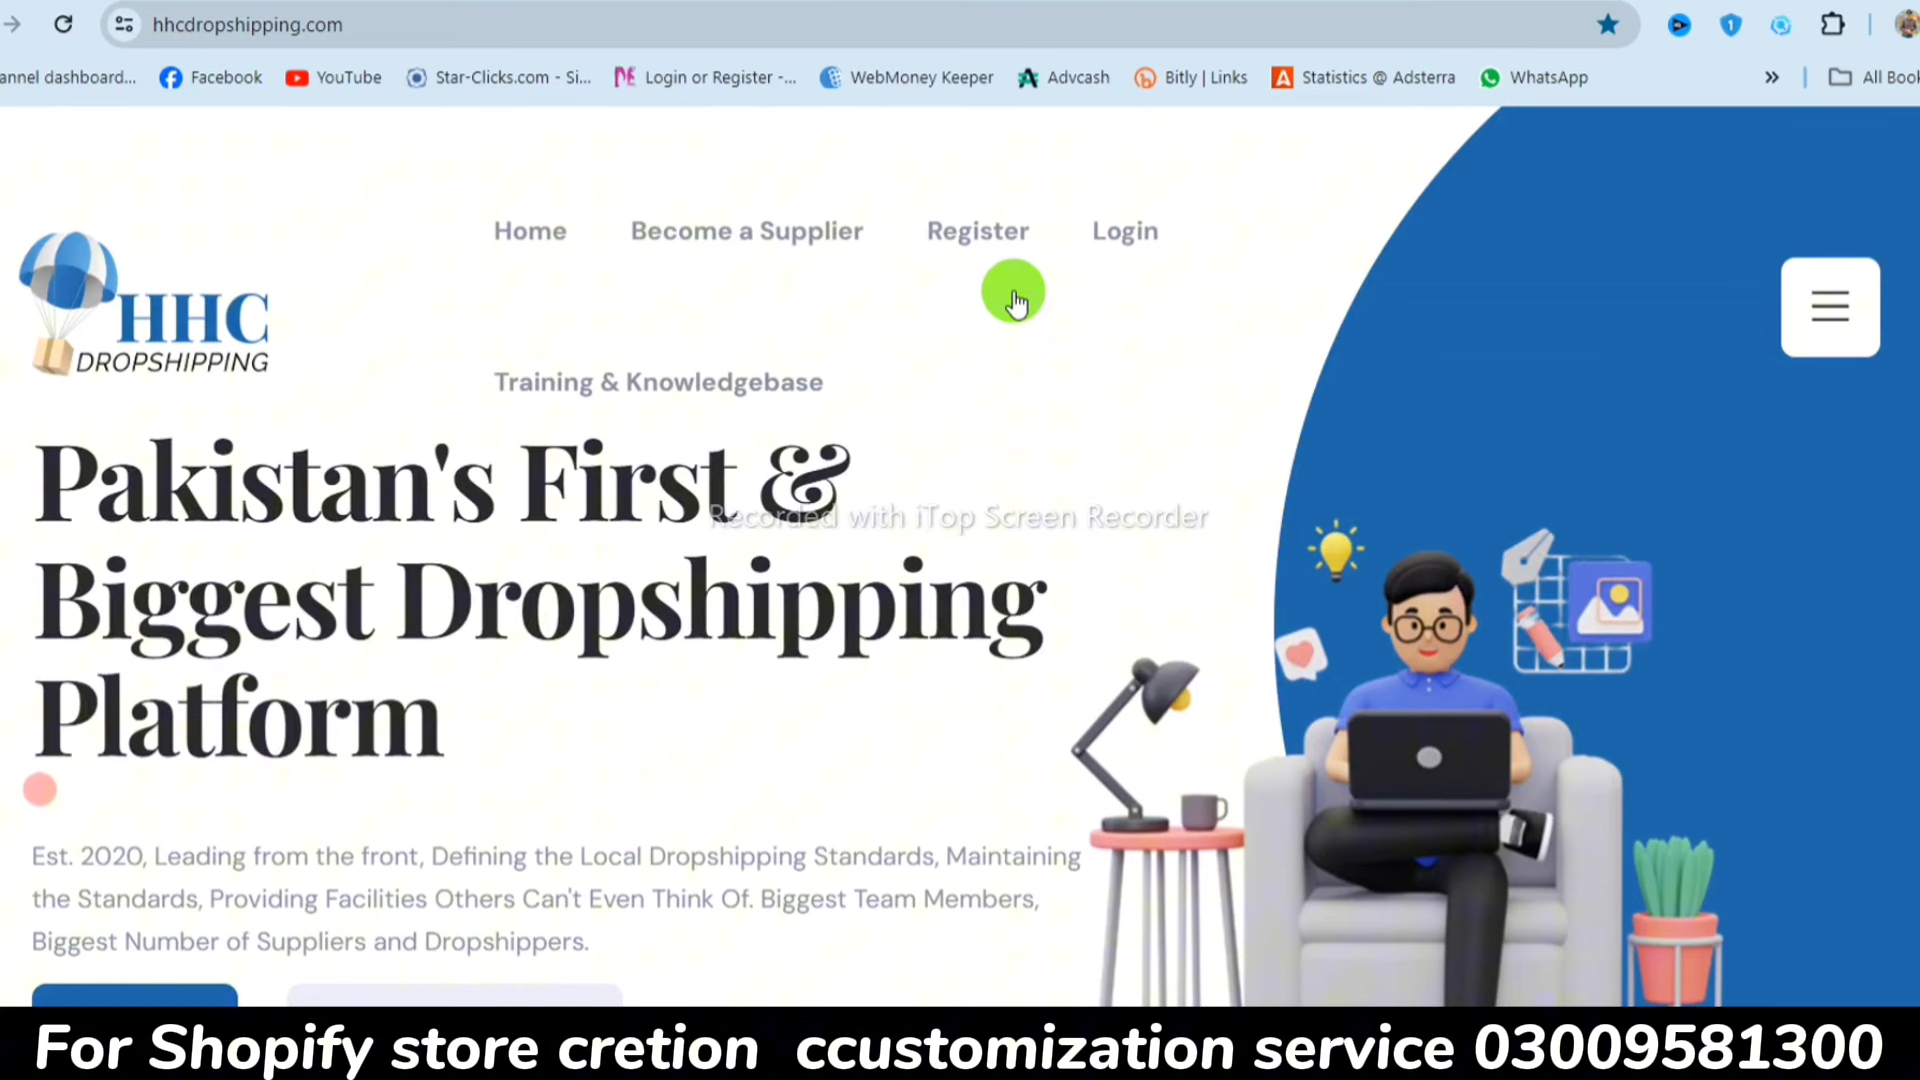 hhcdropshipping.com
annel dashboard... Facebook YouTube Star-Clicks.com - Si... Login or Register -... WebMoney Keeper Advcash Bitly | Links Statistics @ Adsterra WhatsApp » All Book
Home Become a Supplier Register Login
HHC
DROPSHIPPING
Training & Knowledgebase
Pakistan's First &
Recorded with iTop Screen Recorder
Biggest Dropshipping
Platform
Est. 2020, Leading from the front, Defining the Local Dropshipping Standards, Maintaining
the Standards, Providing Facilities Others Can't Even Think Of. Biggest Team Members,
Biggest Number of Suppliers and Dropshippers.
For Shopify store cretion ccustomization service 03009581300